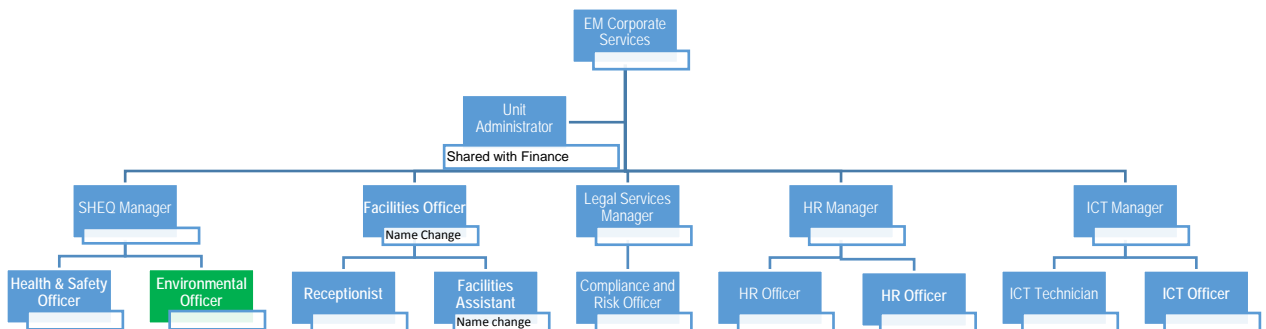 EM Corporate
Services
Unit
Administrator
Shared with Finance
SHEQ Manager
Facilities Officer
Name Change
Legal Services
Manager
HR Manager
ICT Manager
Health & Safety
Officer
Environmental
Officer
Receptionist
Facilities
Assistant
Name change
Compliance and
Risk Officer
HR Officer
HR Officer
ICT Technician
ICT Officer